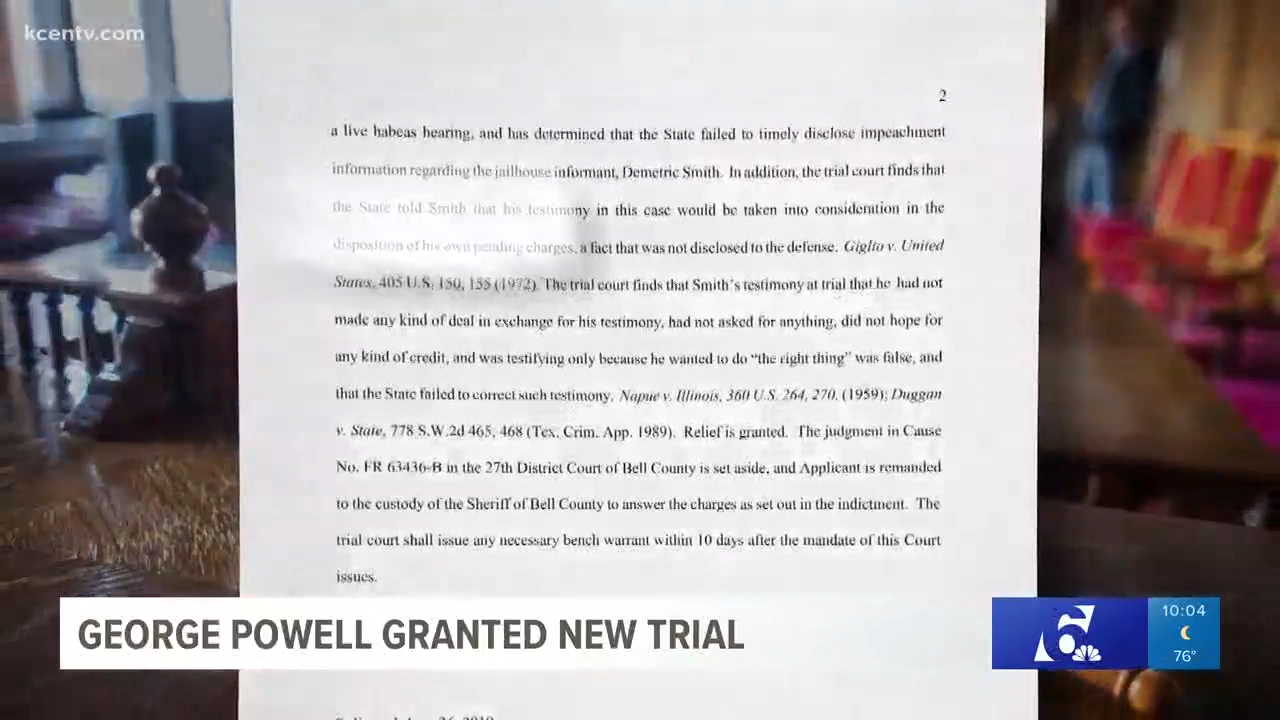 kcentv.com
2
a live habeas hearing, and has determined that the State failed to timely disclose impeachment
information regarding the jailhouse informant, Demetric Smith. In addition, the trial court finds that
the State told Smith that his testimony in this case would be taken into consideration in the
disposition of his own pending charges, a fact that was not disclosed to the defense. Giglio v. United
States, 405 U.S. 150, 155 (1972). The trial court finds that Smith's testimony at trial that he had not
made any kind of deal in exchange for his testimony, had not asked for anything, did not hope for
any kind of credit, and was testifying only because he wanted to do "the right thing" was false, and
that the State failed to correct such testimony. Napue v. Illinois, 360 U.S. 264, 270, (1959); Duggan
v. State, 778 S.W.2d 465, 468 (Tex. Crim. App. 1989). Relief is granted. The judgment in Cause
No. FR 63436-B in the 27th District Court of Bell County is set aside, and Applicant is remanded
to the custody of the Sheriff of Bell County to answer the charges as set out in the indictment. The
trial court shall issue any necessary bench warrant within 10 days after the mandate of this Court
issues.
GEORGE POWELL GRANTED NEW TRIAL
6
10:04
76°